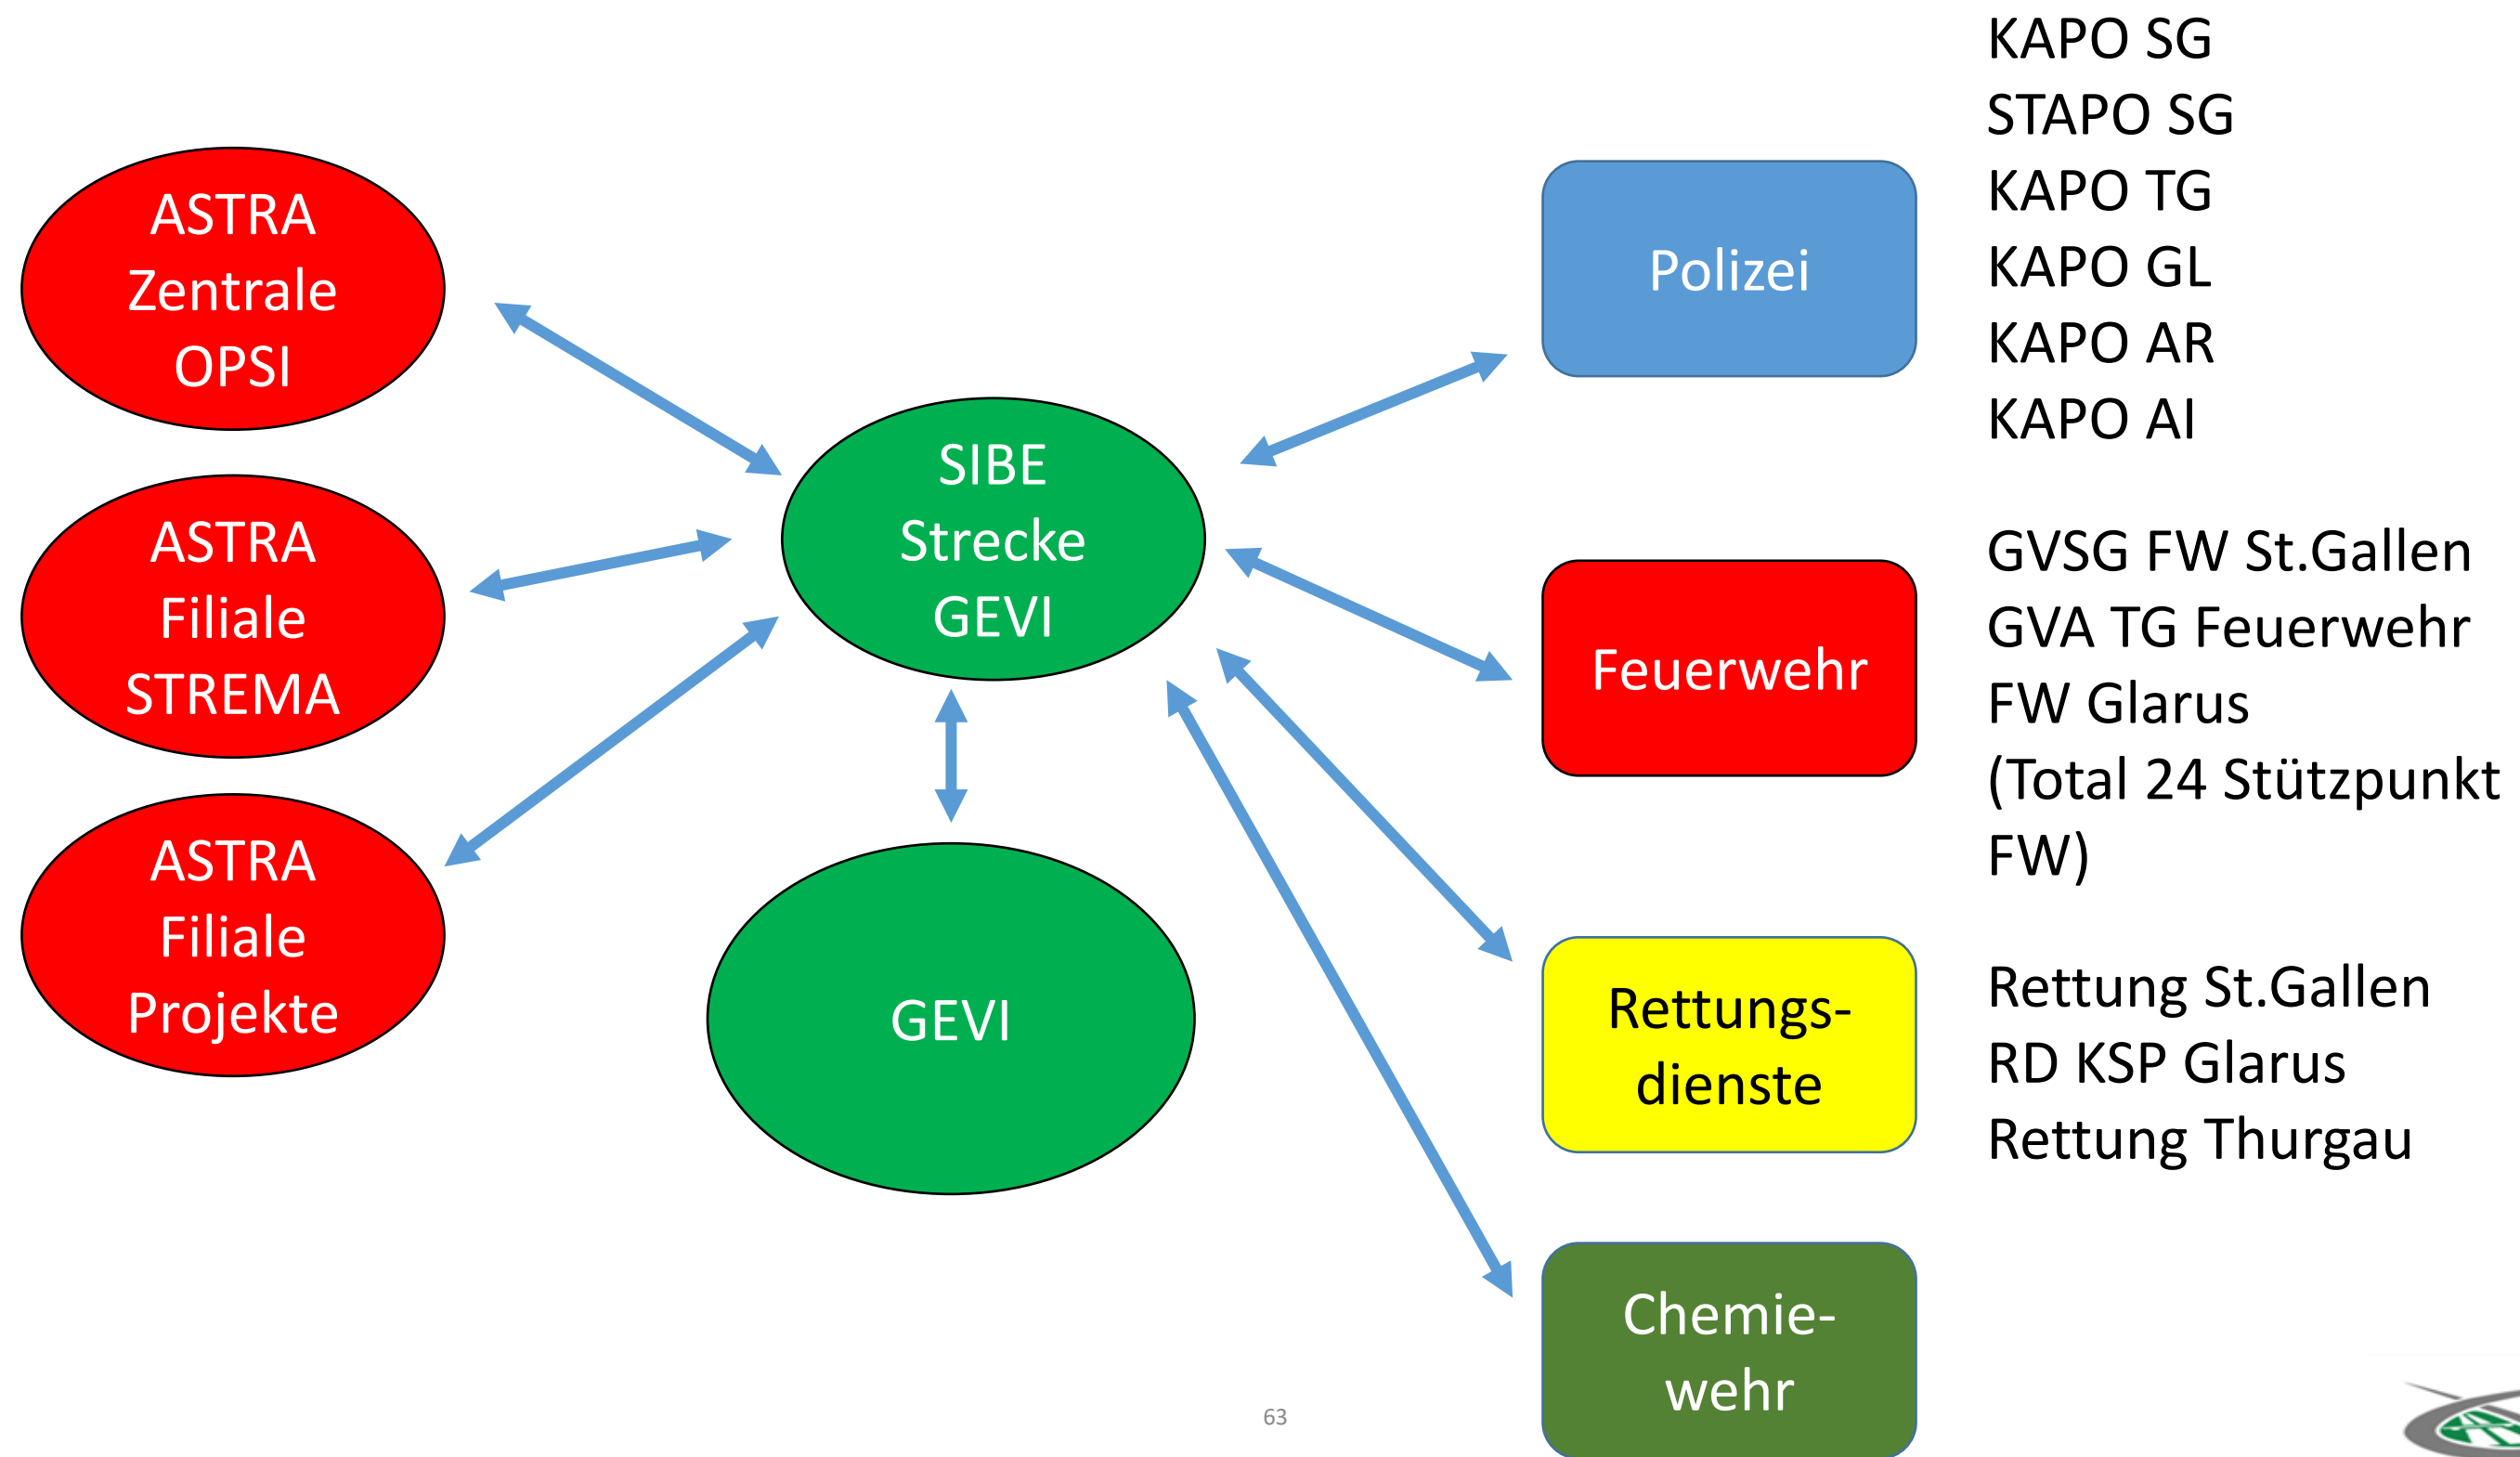 ASTRA
Zentrale
OPSI
ASTRA
Filiale
STREMA
ASTRA
Filiale
Projekte
SIBE
Strecke
GEVI
GEVI
Polizei
Feuerwehr
Rettungs-
dienste
Chemie-
wehr
KAPO SG
STAPO SG
KAPO TG
KAPO GL
KAPO AR
KAPO AI
GVSG FW St.Gallen
GVA TG Feuerwehr
FW Glarus
(Total 24 Stützpunkt
FW)
Rettung St.Gallen
RD KSP Glarus
Rettung Thurgau
63